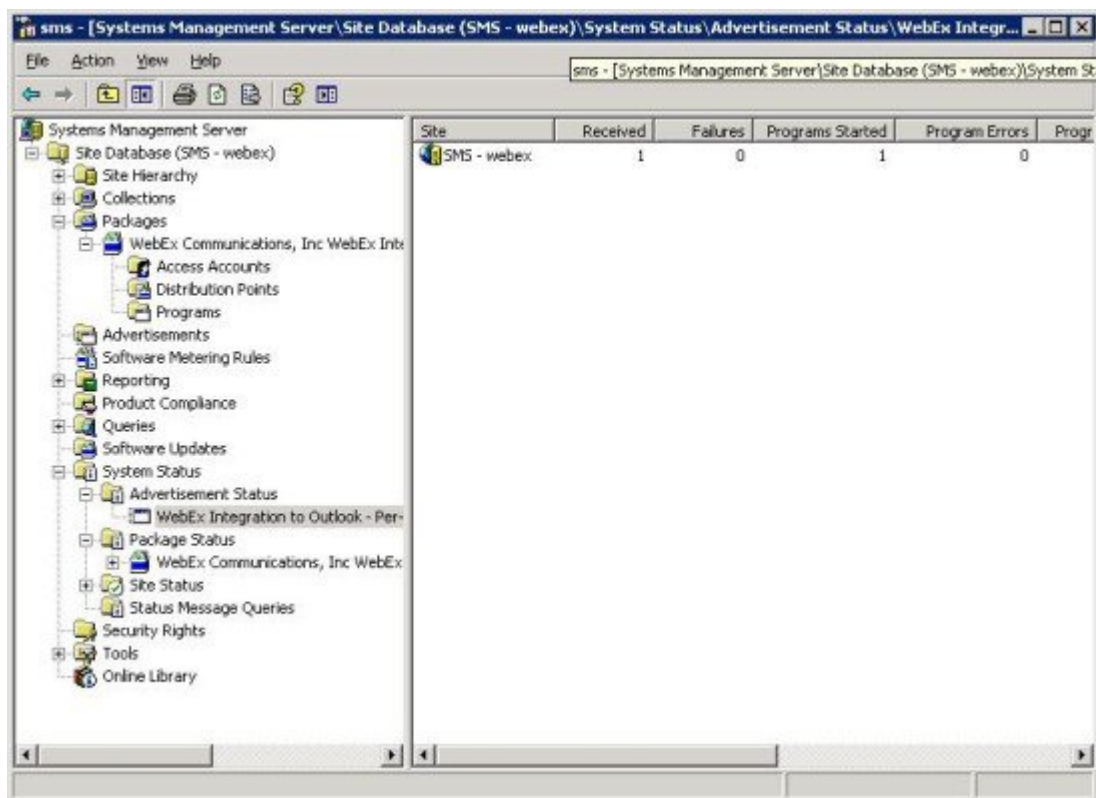 sms - [Systems Management Server\Site Database (SMS - webex)\System Status\Advertisement Status\WebEx Integr...
File Action View Help
sms - [Systems Management Server\Site Database (SMS - webex)\System St
Systems Management Server
Site Database (SMS - webex)
Site Hierarchy
Collections
Packages
WebEx Communications, Inc WebEx Inte
Access Accounts
Distribution Points
Programs
Advertisements
Software Metering Rules
Reporting
Product Compliance
Queries
Software Updates
System Status
Advertisement Status
WebEx Integration to Outlook - Per-
Package Status
WebEx Communications, Inc WebEx
Site Status
Status Message Queries
Security Rights
Tools
Online Library
Site Received Failures Programs Started Program Errors Progr
SMS - webex 1 0 1 0